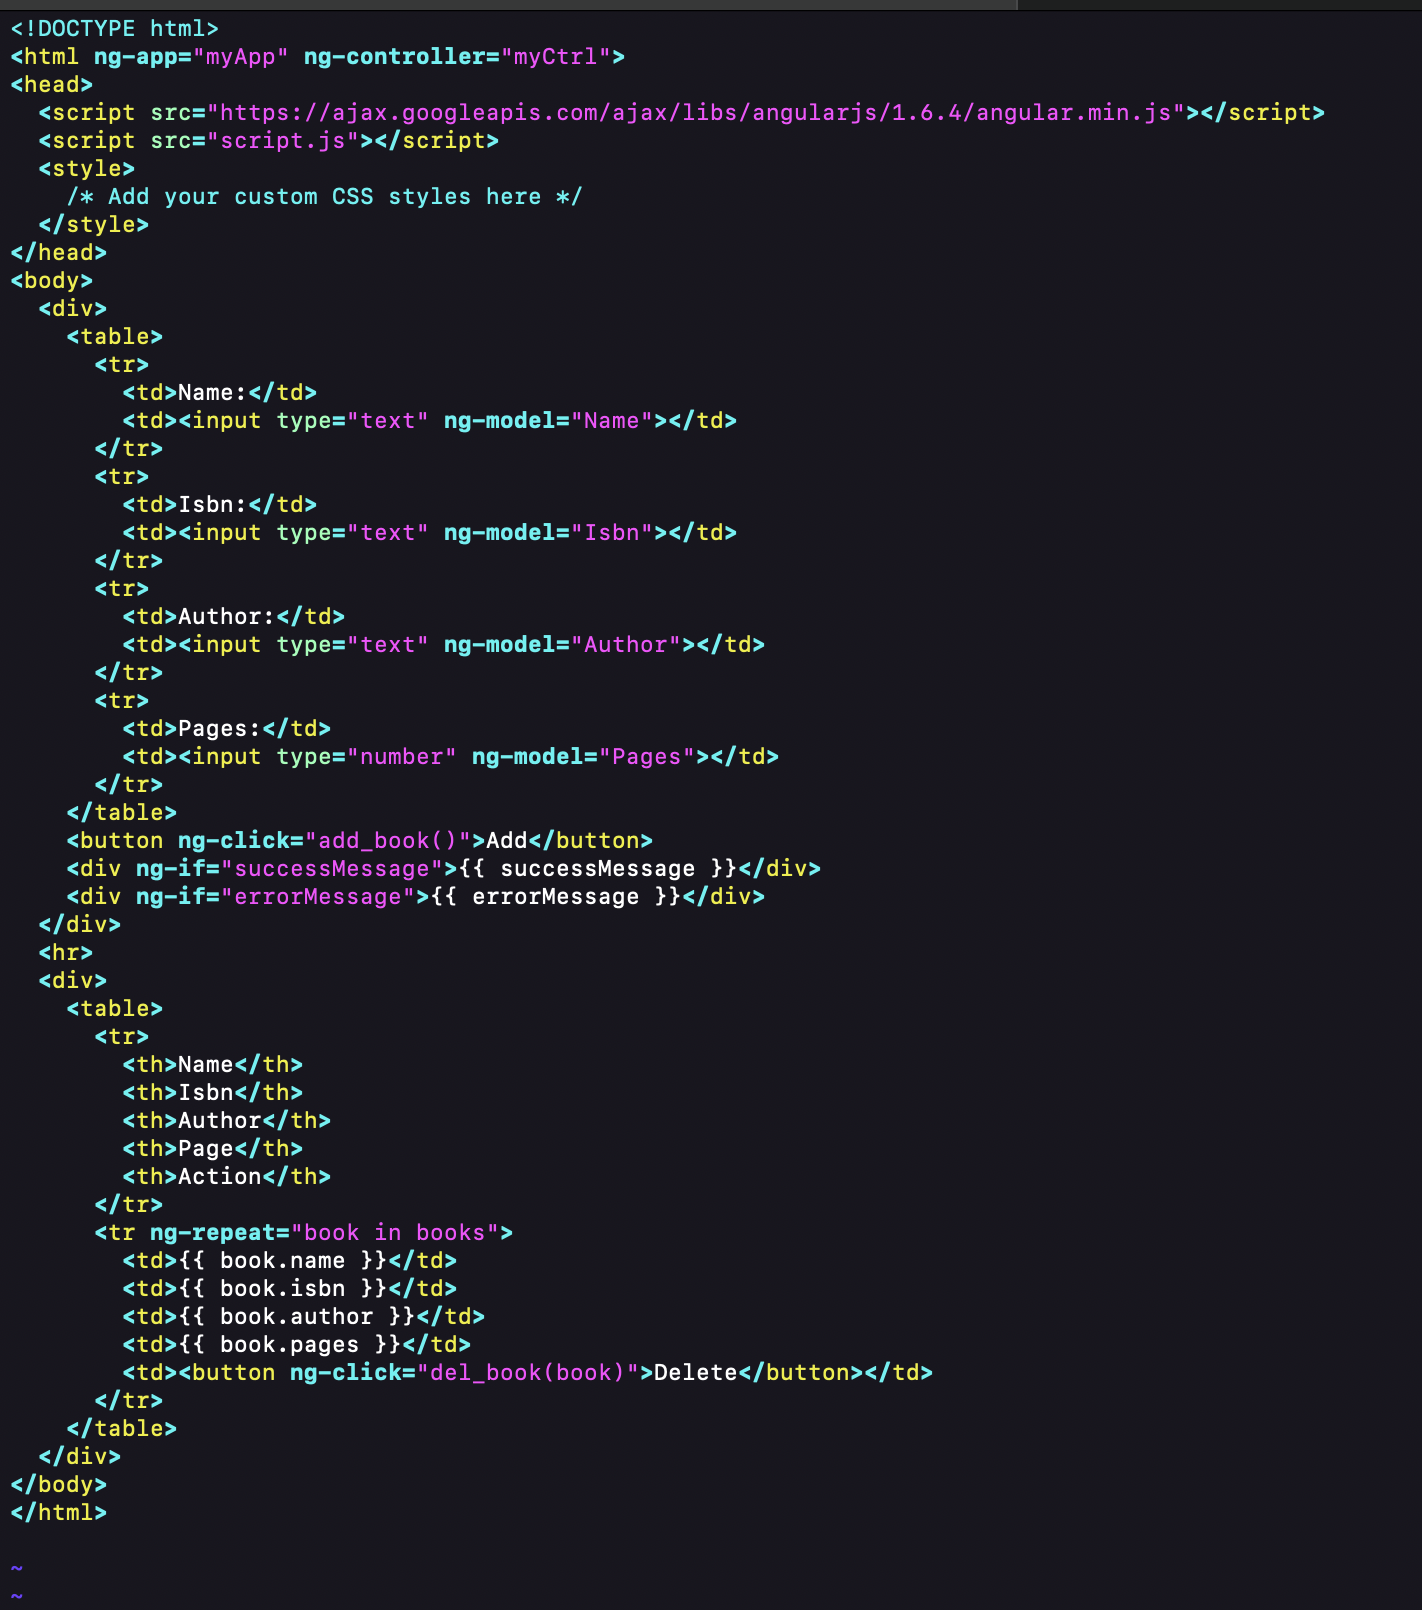 <!DOCTYPE html>
<html ng-app="myApp" ng-controller="myCtrl">
<head>
  <script src="https://ajax.googleapis.com/ajax/libs/angularjs/1.6.4/angular.min.js"></script>
  <script src="script.js"></script>
  <style>
    /* Add your custom CSS styles here */
  </style>
</head>
<body>
  <div>
    <table>
      <tr>
        <td>Name:</td>
        <td><input type="text" ng-model="Name"></td>
      </tr>
      <tr>
        <td>Isbn:</td>
        <td><input type="text" ng-model="Isbn"></td>
      </tr>
      <tr>
        <td>Author:</td>
        <td><input type="text" ng-model="Author"></td>
      </tr>
      <tr>
        <td>Pages:</td>
        <td><input type="number" ng-model="Pages"></td>
      </tr>
    </table>
    <button ng-click="add_book()">Add</button>
    <div ng-if="successMessage">{{ successMessage }}</div>
    <div ng-if="errorMessage">{{ errorMessage }}</div>
  </div>
  <hr>
  <div>
    <table>
      <tr>
        <th>Name</th>
        <th>Isbn</th>
        <th>Author</th>
        <th>Page</th>
        <th>Action</th>
      </tr>
      <tr ng-repeat="book in books">
        <td>{{ book.name }}</td>
        <td>{{ book.isbn }}</td>
        <td>{{ book.author }}</td>
        <td>{{ book.pages }}</td>
        <td><button ng-click="del_book(book)">Delete</button></td>
      </tr>
    </table>
  </div>
</body>
</html>

~
~